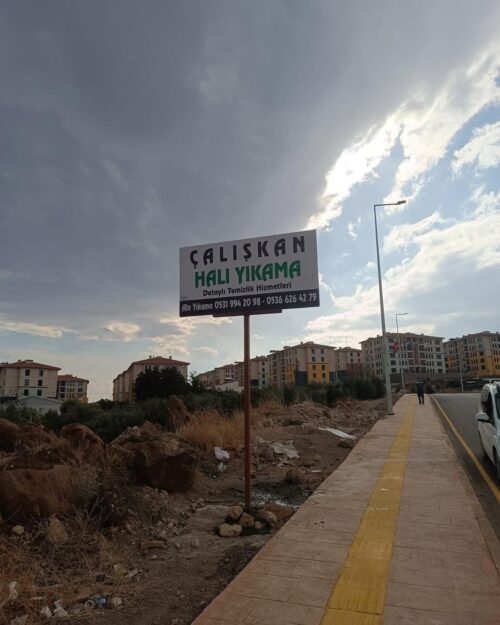 ÇALIŞKAN
HALI YIKAMA
Detaylı Temizlik Hizmetleri
Alo Yıkama 0531 994 20 98 - 0536 626 42 79